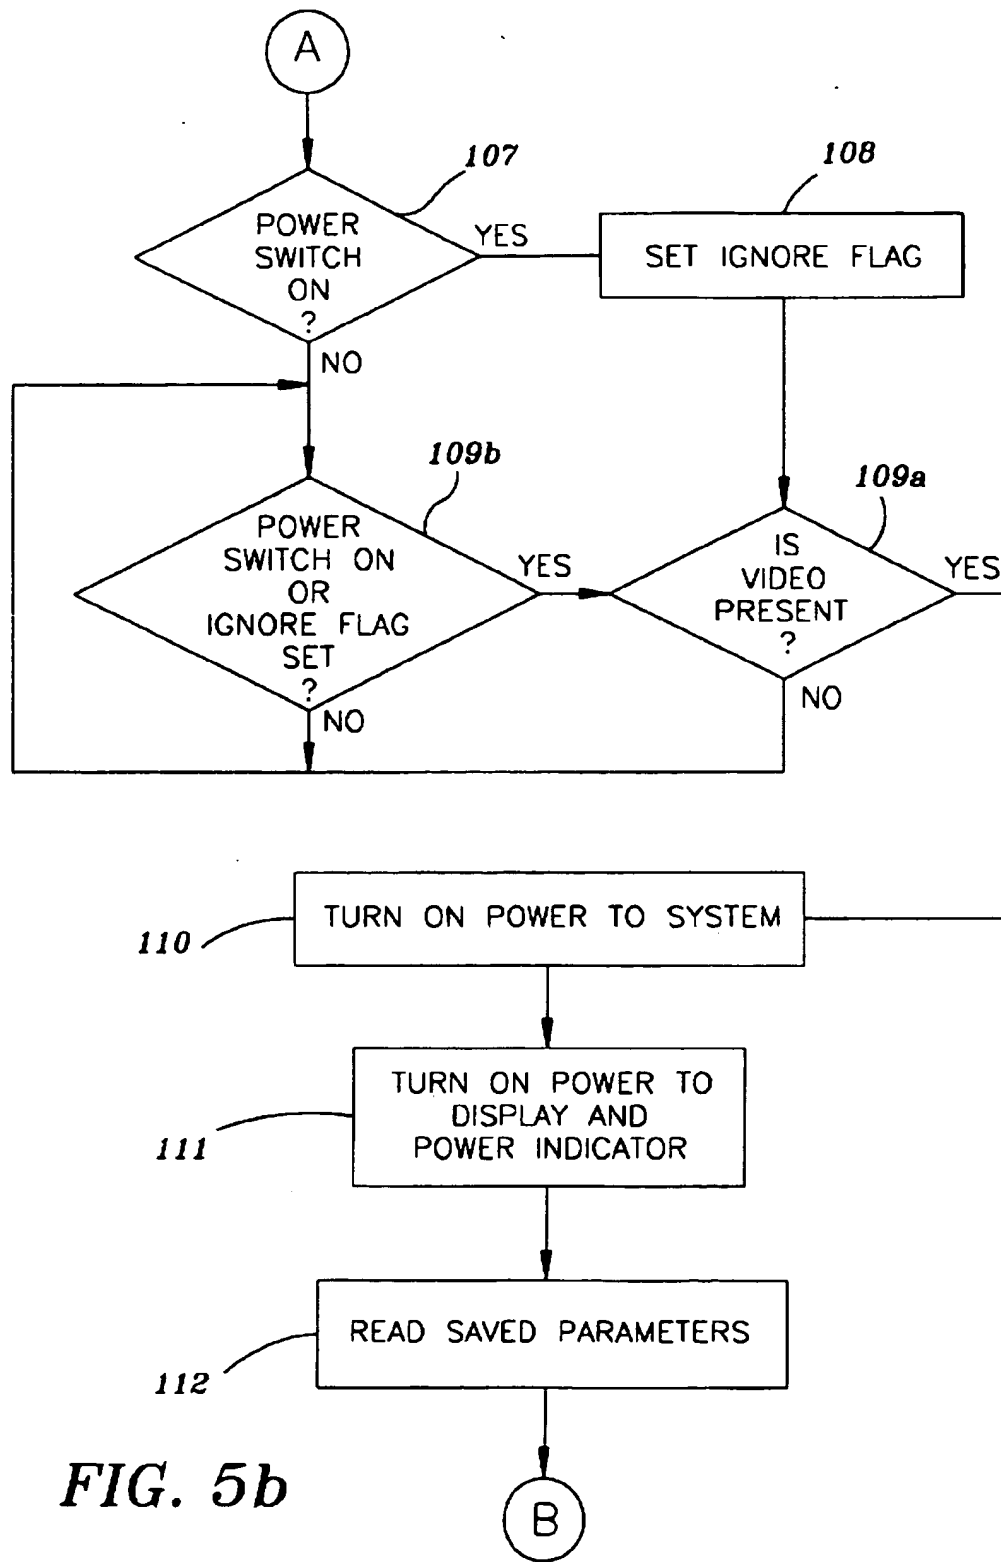 A
107
POWER
SWITCH
ON
?
YES
NO
108
SET IGNORE FLAG
109b
POWER
SWITCH ON
OR
IGNORE FLAG
SET
?
YES
NO
109a
IS
VIDEO
PRESENT
?
YES
NO
110
TURN ON POWER TO SYSTEM
111
TURN ON POWER TO
DISPLAY AND
POWER INDICATOR
112
READ SAVED PARAMETERS
B
FIG. 5b